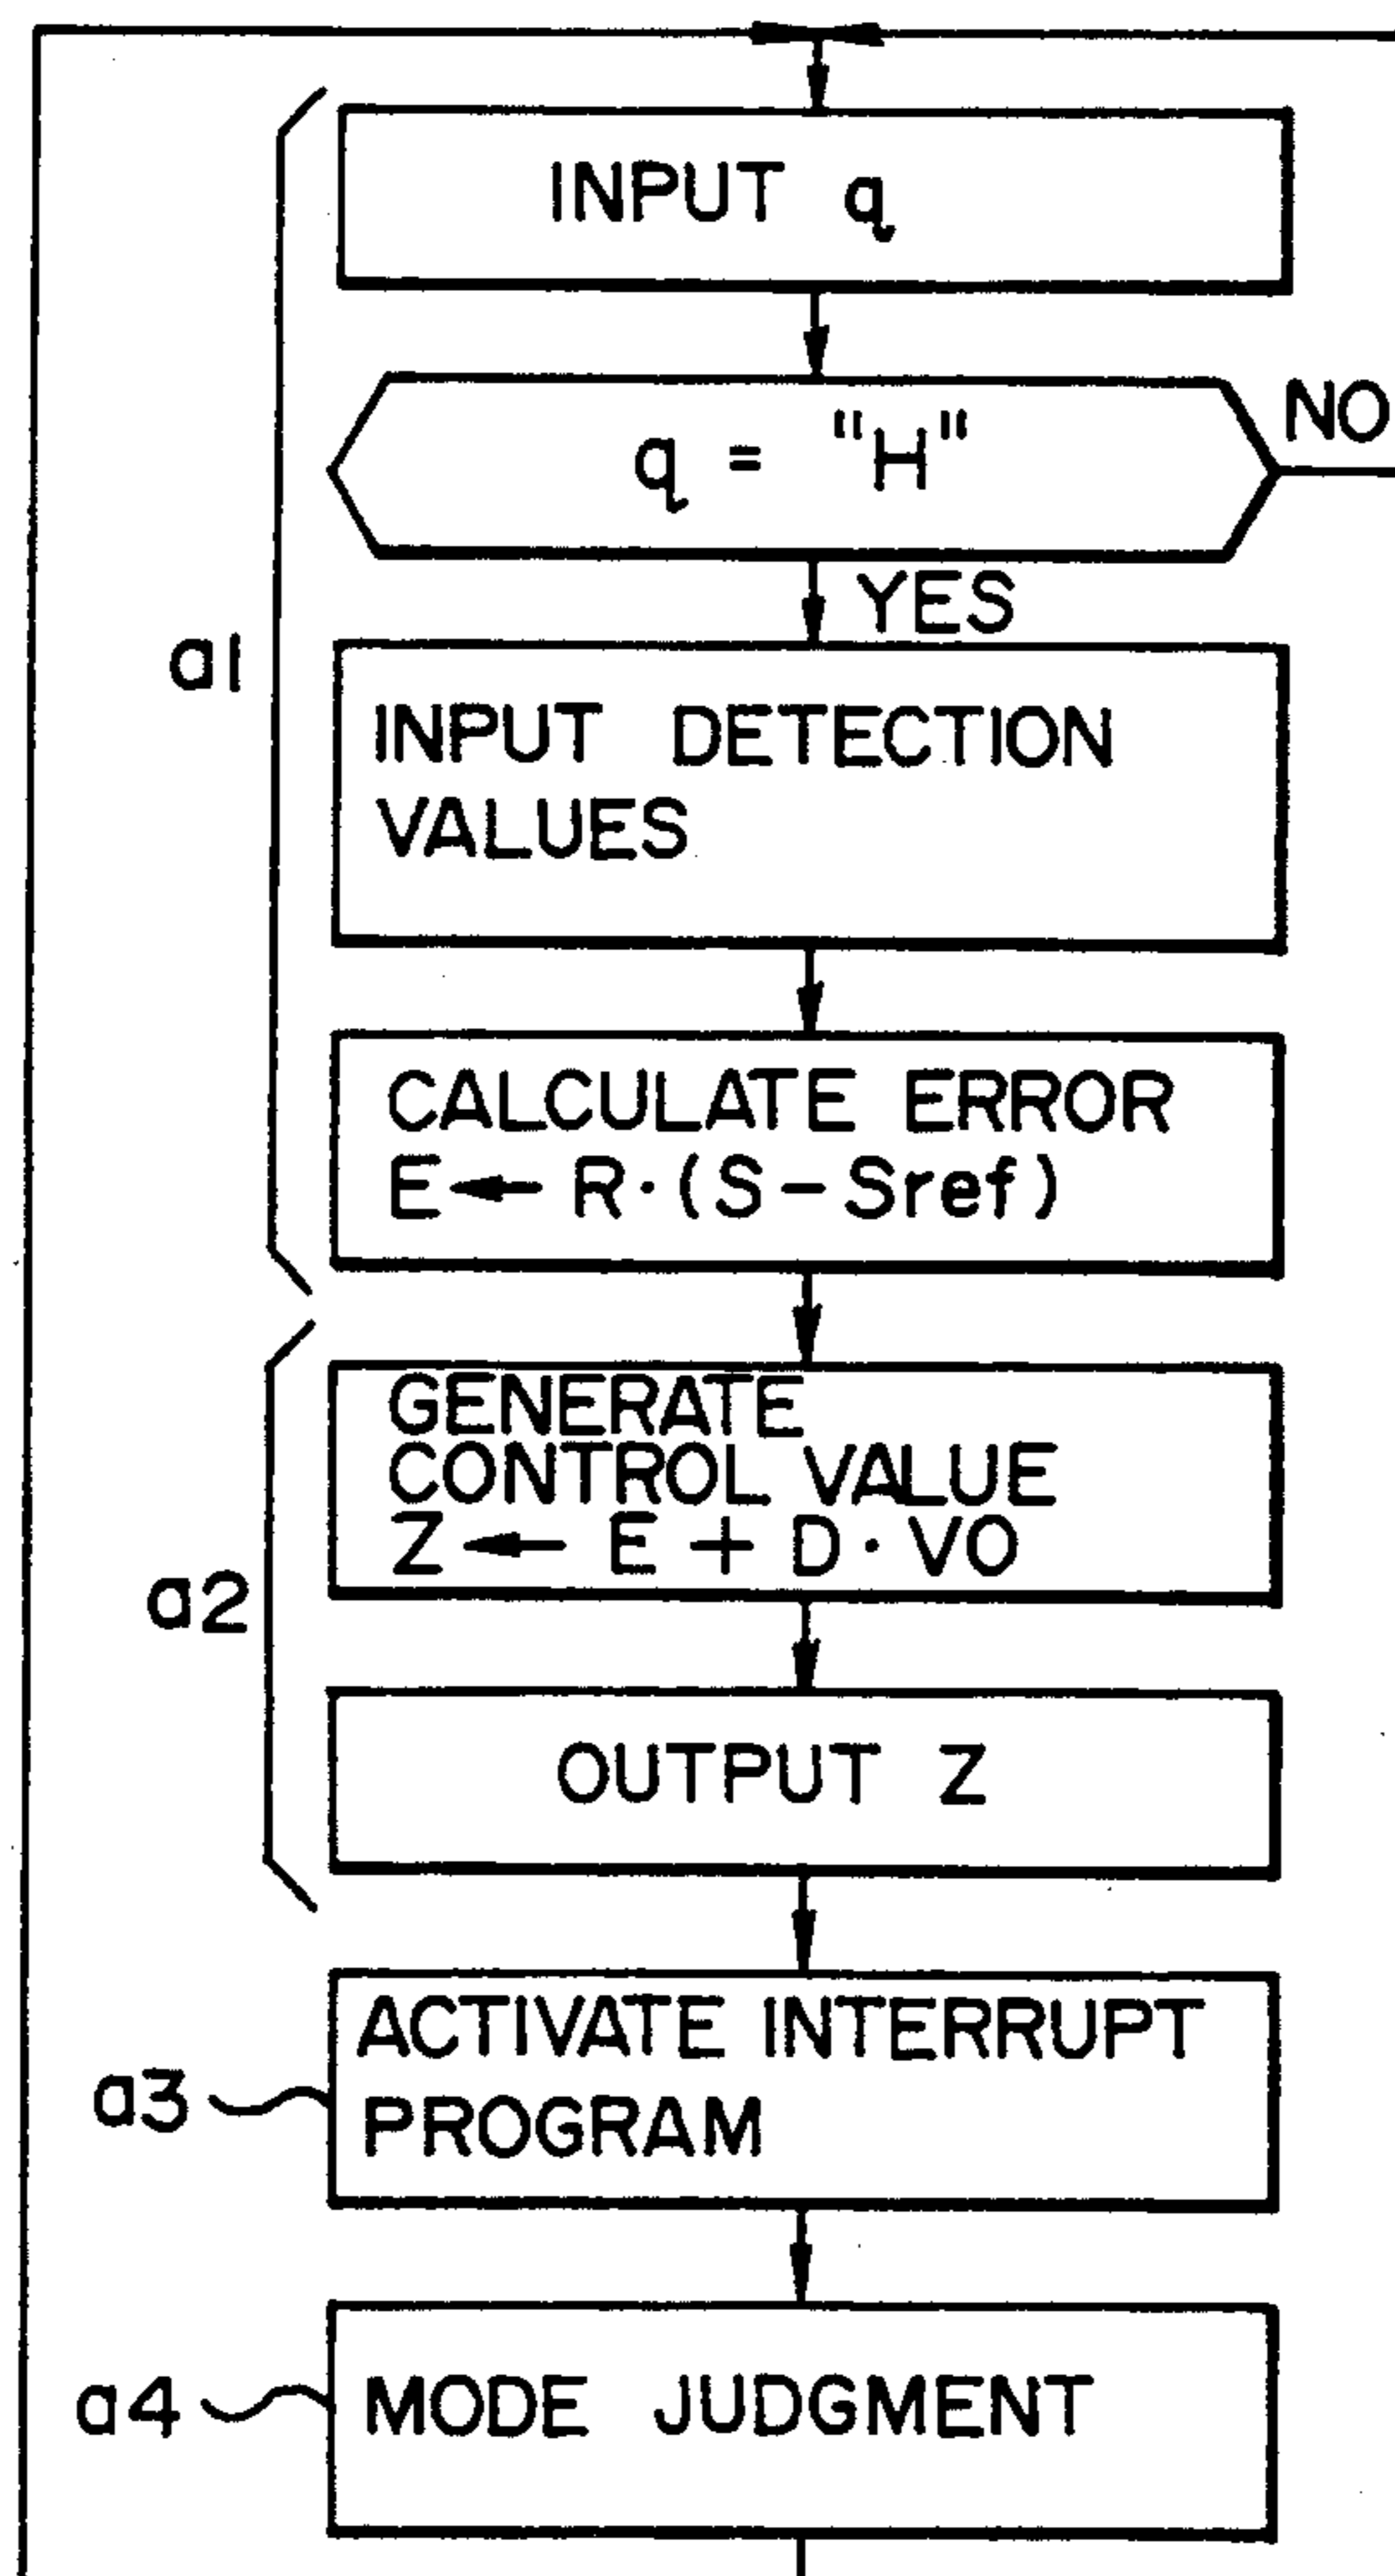 INPUT q
q = "H"
NO
YES
a1
INPUT DETECTION
VALUES
CALCULATE ERROR
E ← R·(S-Sref)
GENERATE
CONTROL VALUE
Z ← E + D·VO
a2
OUTPUT Z
ACTIVATE INTERRUPT
PROGRAM
a3
a4
MODE JUDGMENT